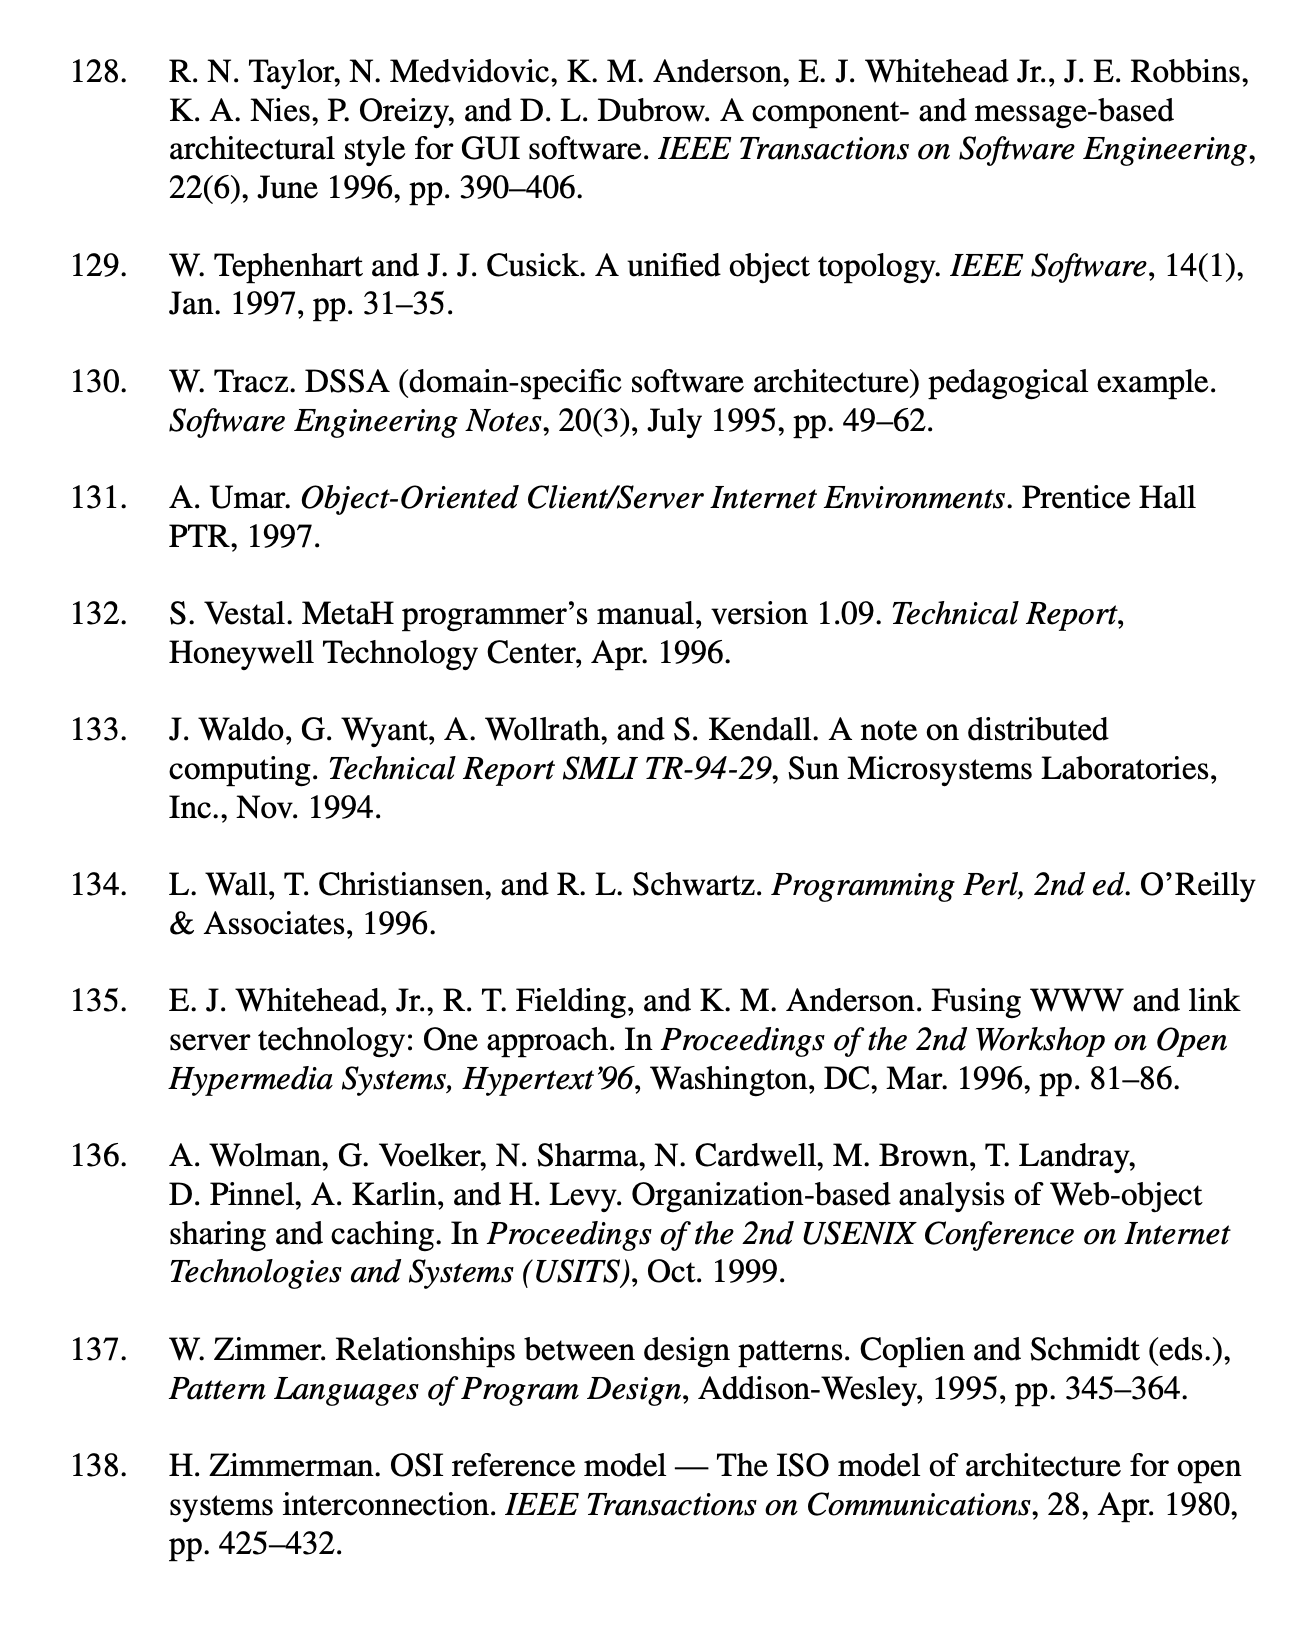 128. R. N. Taylor, N. Medvidovic, K. M. Anderson, E. J. Whitehead Jr., J. E. Robbins,
K. A. Nies, P. Oreizy, and D. L. Dubrow. A component- and message-based
architectural style for GUI software. IEEE Transactions on Software Engineering,
22(6), June 1996, pp. 390–406.
129. W. Tephenhart and J. J. Cusick. A unified object topology. IEEE Software, 14(1),
Jan. 1997, pp. 31–35.
130. W. Tracz. DSSA (domain-specific software architecture) pedagogical example.
Software Engineering Notes, 20(3), July 1995, pp. 49–62.
131. A. Umar. Object-Oriented Client/Server Internet Environments. Prentice Hall
PTR, 1997.
132. S. Vestal. MetaH programmer’s manual, version 1.09. Technical Report,
Honeywell Technology Center, Apr. 1996.
133. J. Waldo, G. Wyant, A. Wollrath, and S. Kendall. A note on distributed
computing. Technical Report SMLI TR-94-29, Sun Microsystems Laboratories,
Inc., Nov. 1994.
134. L. Wall, T. Christiansen, and R. L. Schwartz. Programming Perl, 2nd ed. O’Reilly
& Associates, 1996.
135. E. J. Whitehead, Jr., R. T. Fielding, and K. M. Anderson. Fusing WWW and link
server technology: One approach. In Proceedings of the 2nd Workshop on Open
Hypermedia Systems, Hypertext’96, Washington, DC, Mar. 1996, pp. 81–86.
136. A. Wolman, G. Voelker, N. Sharma, N. Cardwell, M. Brown, T. Landray,
D. Pinnel, A. Karlin, and H. Levy. Organization-based analysis of Web-object
sharing and caching. In Proceedings of the 2nd USENIX Conference on Internet
Technologies and Systems (USITS), Oct. 1999.
137. W. Zimmer. Relationships between design patterns. Coplien and Schmidt (eds.),
Pattern Languages of Program Design, Addison-Wesley, 1995, pp. 345–364.
138. H. Zimmerman. OSI reference model — The ISO model of architecture for open
systems interconnection. IEEE Transactions on Communications, 28, Apr. 1980,
pp. 425–432.